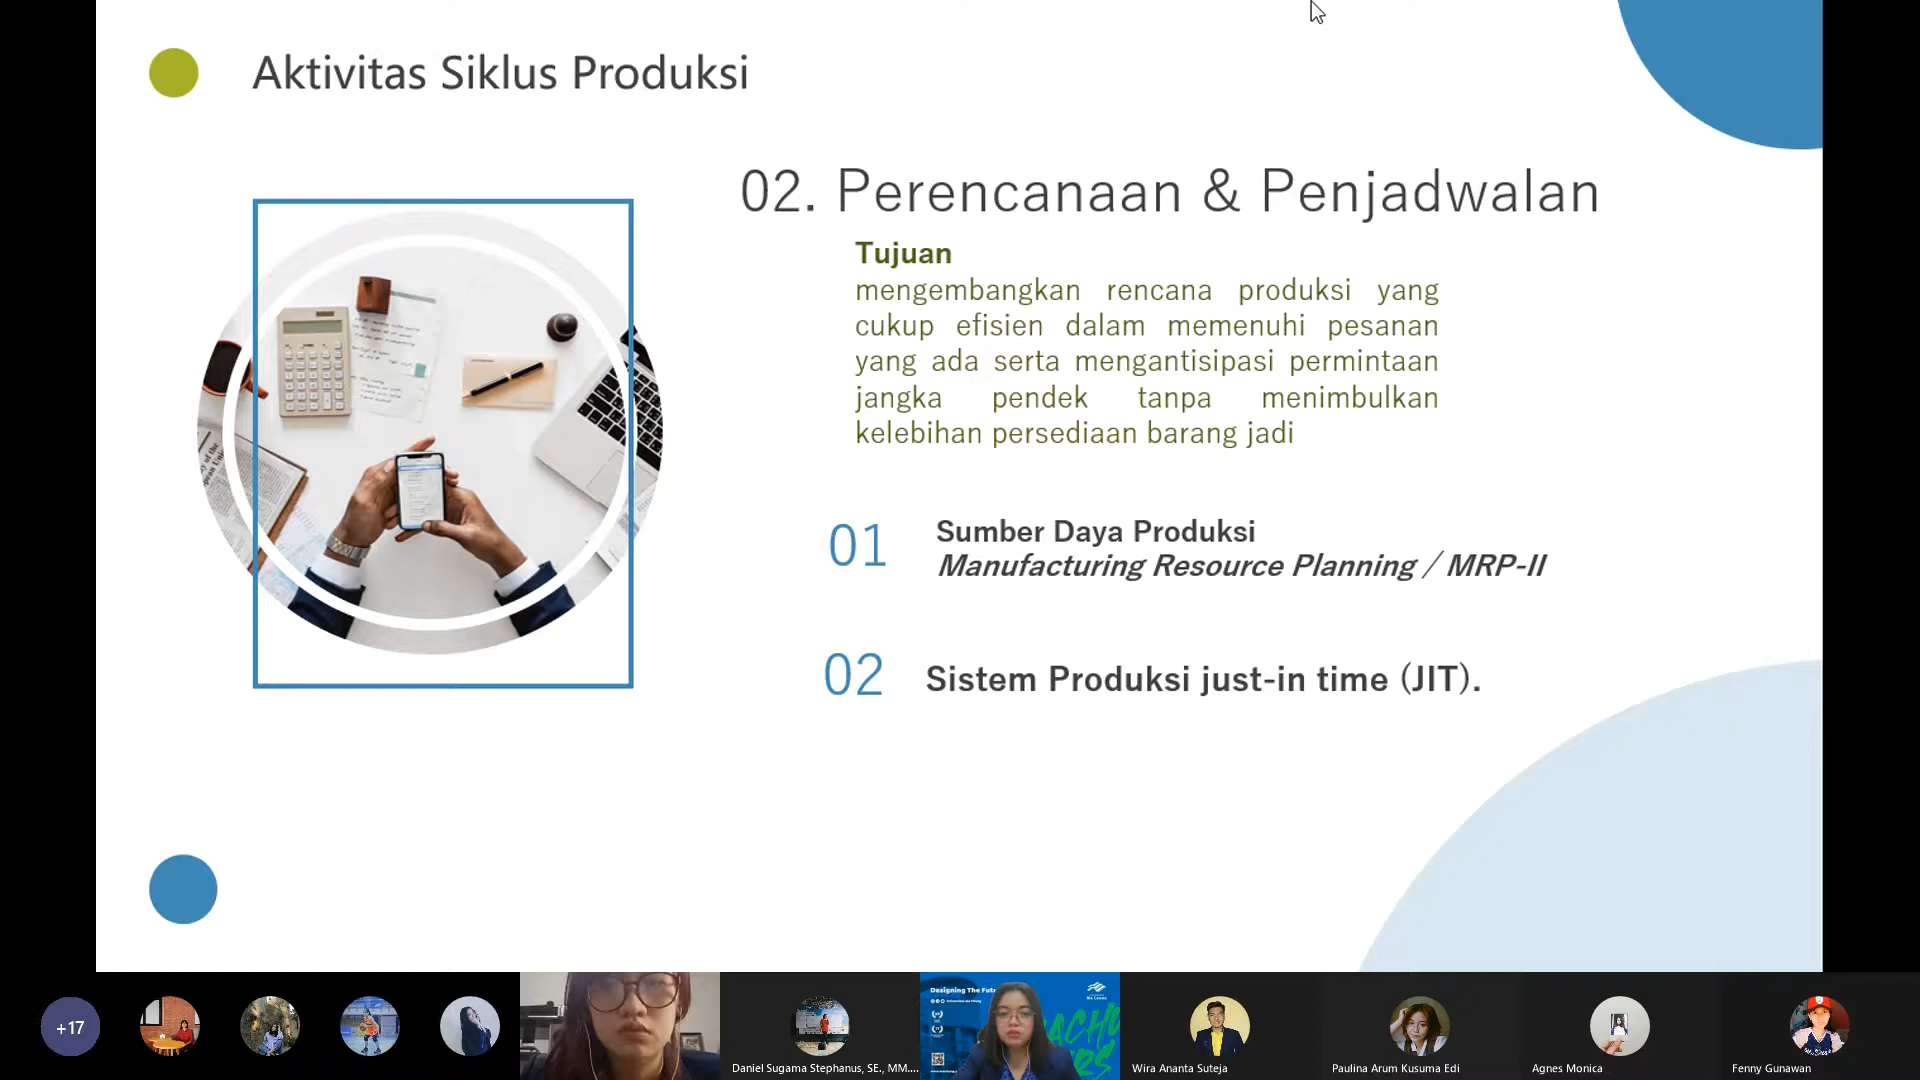 Aktivitas Siklus Produksi
02. Perencanaan & Penjadwalan
Tujuan
mengembangkan rencana produksi yang
cukup efisien dalam memenuhi pesanan
yang ada serta mengantisipasi permintaan
jangka pendek tanpa menimbulkan
kelebihan persediaan barang jadi
01
Sumber Daya Produksi
Manufacturing Resource Planning / MRP-II
02
Sistem Produksi just-in time (JIT).
+17
Designing The Fut
Daniel Sugama Stephanus, SE., MM....
Wira Ananta Suteja
Paulina Arum Kusuma Edi
Agnes Monica
Fenny Gunawan